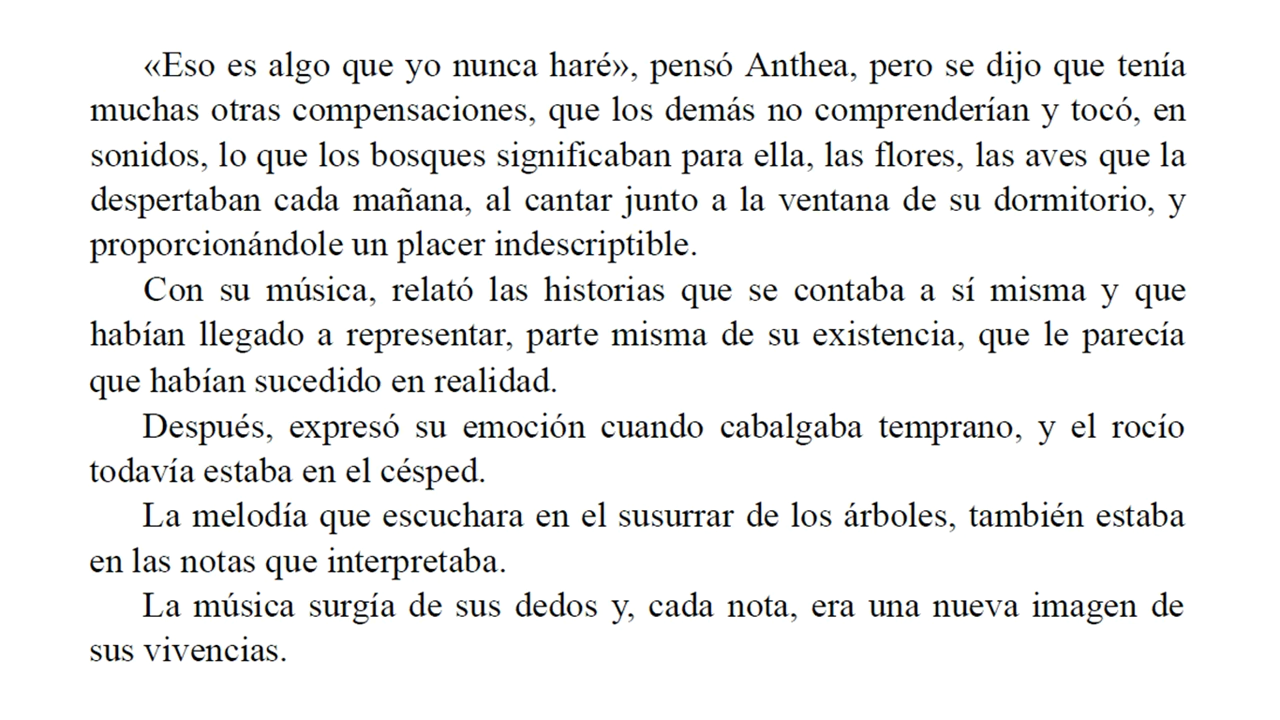 «Eso es algo que yo nunca haré», pensó Anthea, pero se dijo que tenía
muchas otras compensaciones, que los demás no comprenderían y tocó, en
sonidos, lo que los bosques significaban para ella, las flores, las aves que la
despertaban cada mañana, al cantar junto a la ventana de su dormitorio, y
proporcionándole un placer indescriptible.
Con su música, relató las historias que se contaba a sí misma y que
habían llegado a representar, parte misma de su existencia, que le parecía
que habían sucedido en realidad.
Después, expresó su emoción cuando cabalgaba temprano, y el rocío
todavía estaba en el césped.
La melodía que escuchara en el susurrar de los árboles, también estaba
en las notas que interpretaba.
La música surgía de sus dedos y, cada nota, era una nueva imagen de
sus vivencias.